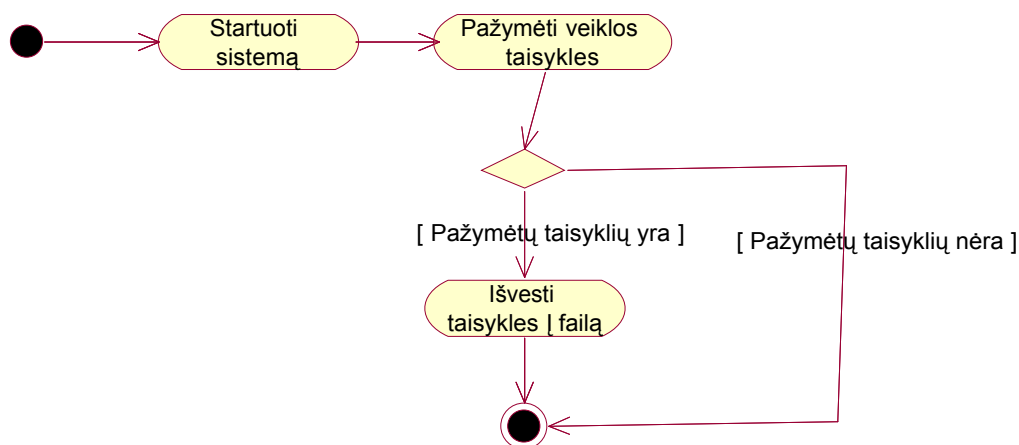 Startuoti
sistemą
Pažymėti veiklos
taisykles
[ Pažymėtų taisyklių yra ]
[ Pažymėtų taisyklių nėra ]
Išvesti
taisykles Į failą